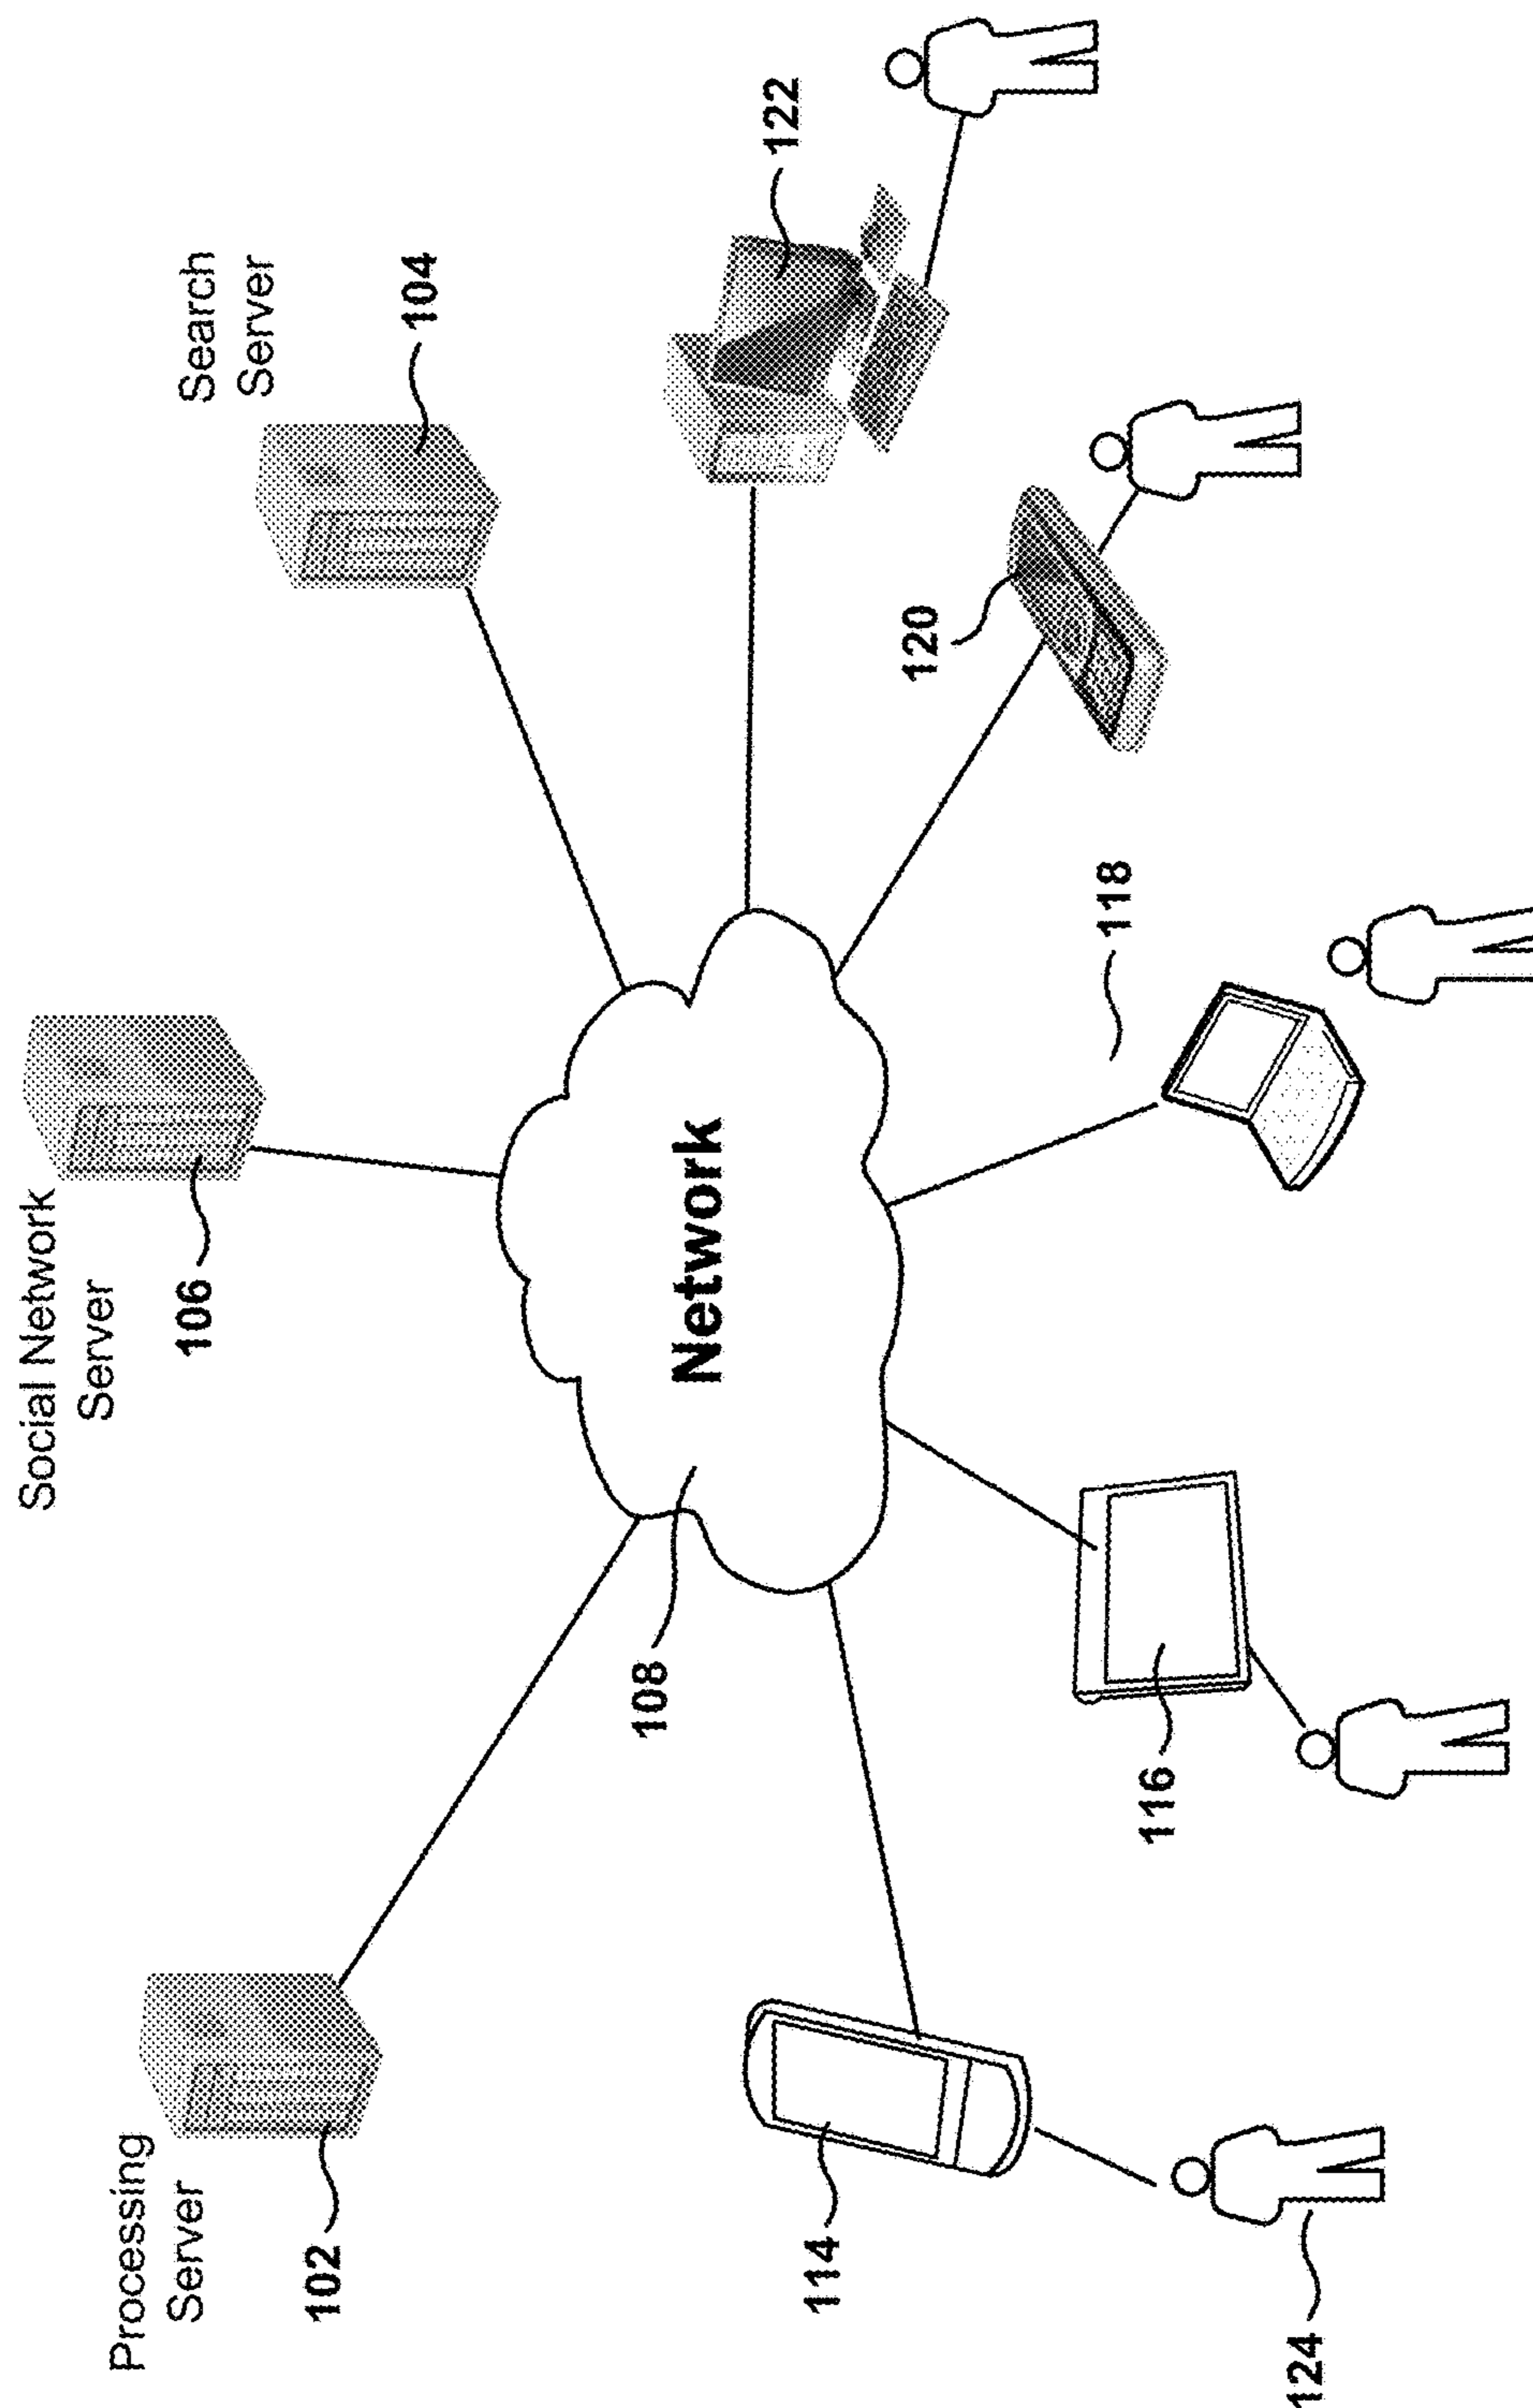 Processing
Server
102
Social Network
Server
106
Search
Server
104
Network
108
114
116
118
120
122
124